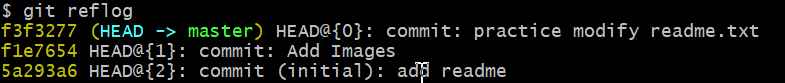 $ git reflog
f3f3277 (HEAD -> master) HEAD@{0}: commit: practice modify readme.txt
f1e7654 HEAD@{1}: commit: Add Images
5a293a6 HEAD@{2}: commit (initial): add readme